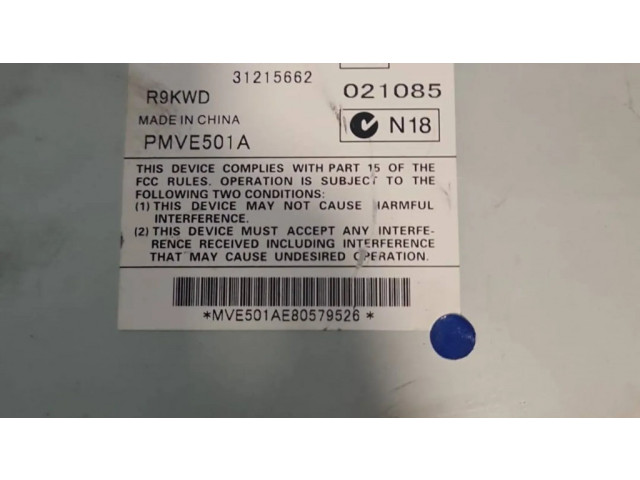 31215662
R9KWD
021085
MADE IN CHINA
N18
PMVE501A
THIS DEVICE COMPLIES WITH PART 15 OF THE
FCC RULES. OPERATION IS SUBJECT TO THE
FOLLOWING TWO CONDITIONS:
(1) THIS DEVICE MAY NOT CAUSE HARMFUL
INTERFERENCE.
(2) THIS DEVICE MUST ACCEPT ANY INTERFE-
RENCE RECEIVED INCLUDING INTERFERENCE
THAT MAY CAUSE UNDESIRED OPERATION.
*MVE501AE80579526*